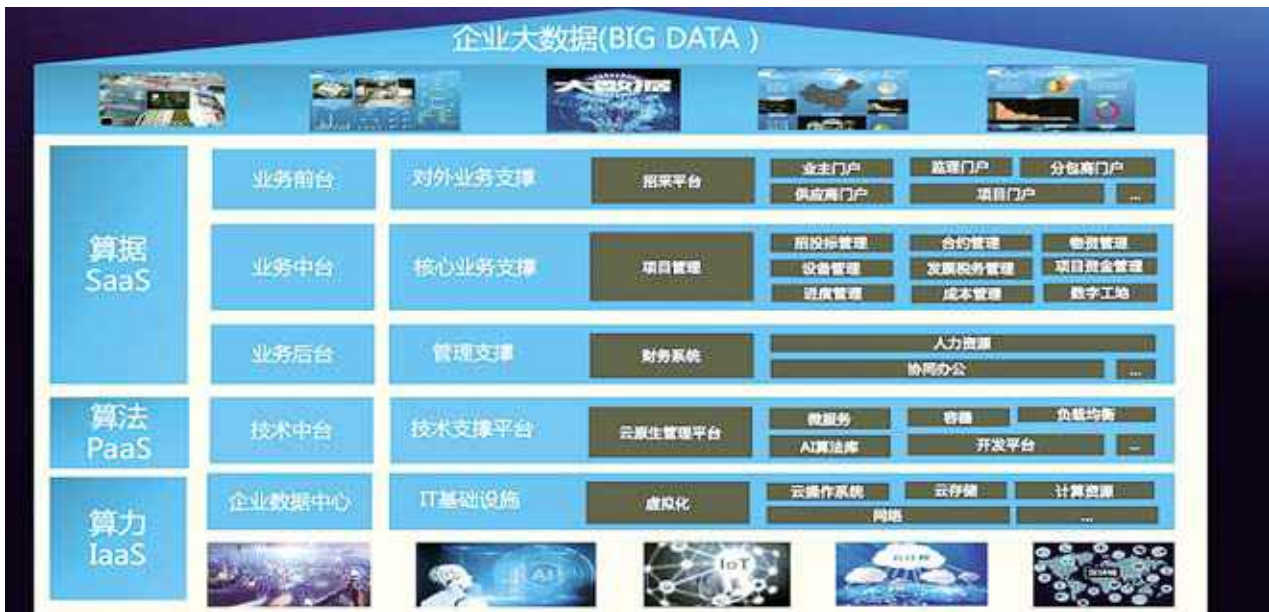 企业大数据(BIG DATA )
大数据
业务前台
对外业务支撑
招采平台
业主门户
监理门户
分包商门户
供应商门户
项目门户
...
算据
SaaS
业务中台
核心业务支撑
项目管理
招投标管理
合约管理
物资管理
设备管理
发票税务管理
项目资金管理
进度管理
成本管理
数字工地
业务后台
管理支撑
财务系统
人力资源
协同办公
...
算法
PaaS
技术中台
技术支撑平台
云原生管理平台
微服务
容器
负载均衡
AI算法库
开发平台
...
算力
IaaS
企业数据中心
IT基础设施
虚拟化
云操作系统
云存储
计算资源
网络
...
AI
IoT
云计算